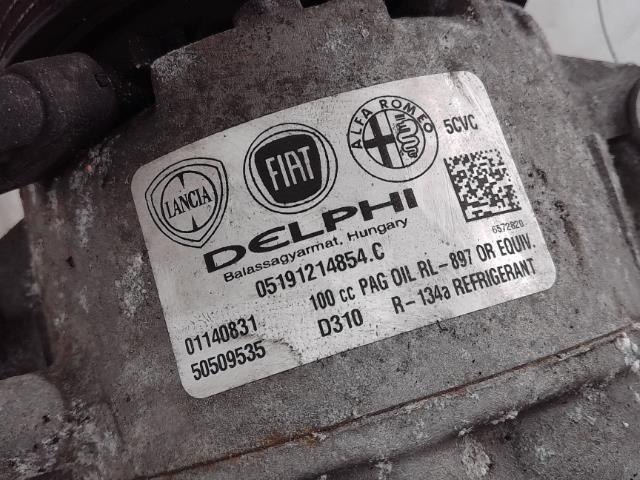 LANCIA
FIAT
ALFA ROMEO
5CVC
6572820
DELPHI
Balassagyarmat, Hungary
05191214854.C
100 cc PAG OIL RL-897 OR EQUIV.
01140831
D310 R-134a REFRIGERANT
50509535